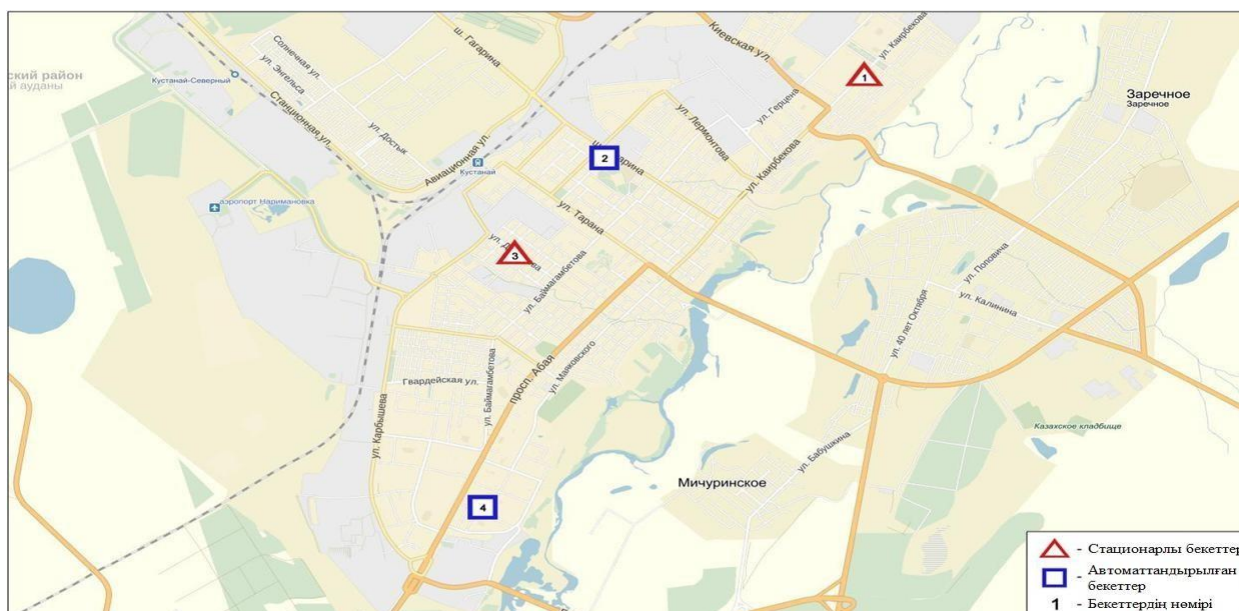 ский район
ай ауданы
Кустанай-Северный
Солнечная ул.
ул. Энгельса
Станционная ул.
ул. Достык
ш. Гагарина
Авиационная ул.
Кустанай
аэропорт Наримановка
Киевская ул.
ул. Каирбекова
1
ул. Герцена
ул. Лермонтова
2
ул. Каирбекова
ул. Тарана
3
ул. Баймагамбетова
Заречное
Заречное
ул. Поповича
ул. Калинина
ул. 40 лет Октября
Гвардейская ул.
ул. Баймагамбетова
просп. Абая
ул. Маяковского
ул. Карбышева
Казахское кладбище
ул. Бабушкина
Мичуринское
4
- Стационарлы бекеттер
- Автоматтандырылған
бекеттер
1 - Бекеттердің нөмірі